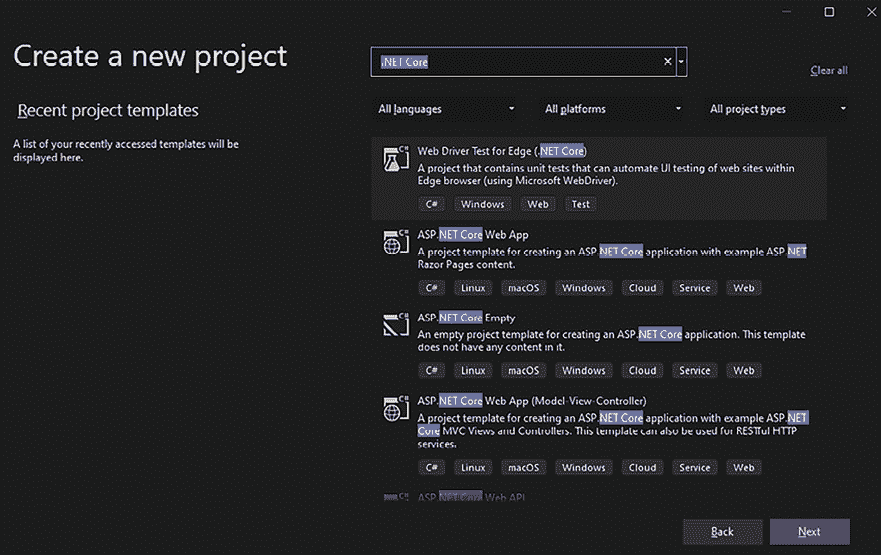 Create a new project
Recent project templates
A list of your recently accessed templates will be
displayed here.
.NET Core
Clear all
All languages
All platforms
All project types
Web Driver Test for Edge (.NET Core)
A project that contains unit tests that can automate UI testing of web sites within
Edge browser (using Microsoft WebDriver).
C# Windows Web Test
ASP.NET Core Web App
A project template for creating an ASP.NET Core application with example ASP.NET
Razor Pages content.
C# Linux macOS Windows Cloud Service Web
ASP.NET Core Empty
An empty project template for creating an ASP.NET Core application. This template
does not have any content in it.
C# Linux macOS Windows Cloud Service Web
ASP.NET Core Web App (Model-View-Controller)
A project template for creating an ASP.NET Core application with example ASP.NET
Core MVC Views and Controllers. This template can also be used for RESTful HTTP
services.
C# Linux macOS Windows Cloud Service Web
ASP.NET Core Web API
Back
Next